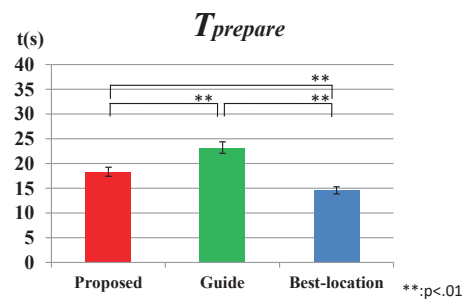 Tprepare
t(s)
40
**
35
** **
30
25
20
15
10
5
0
Proposed Guide Best-location
**:p<.01